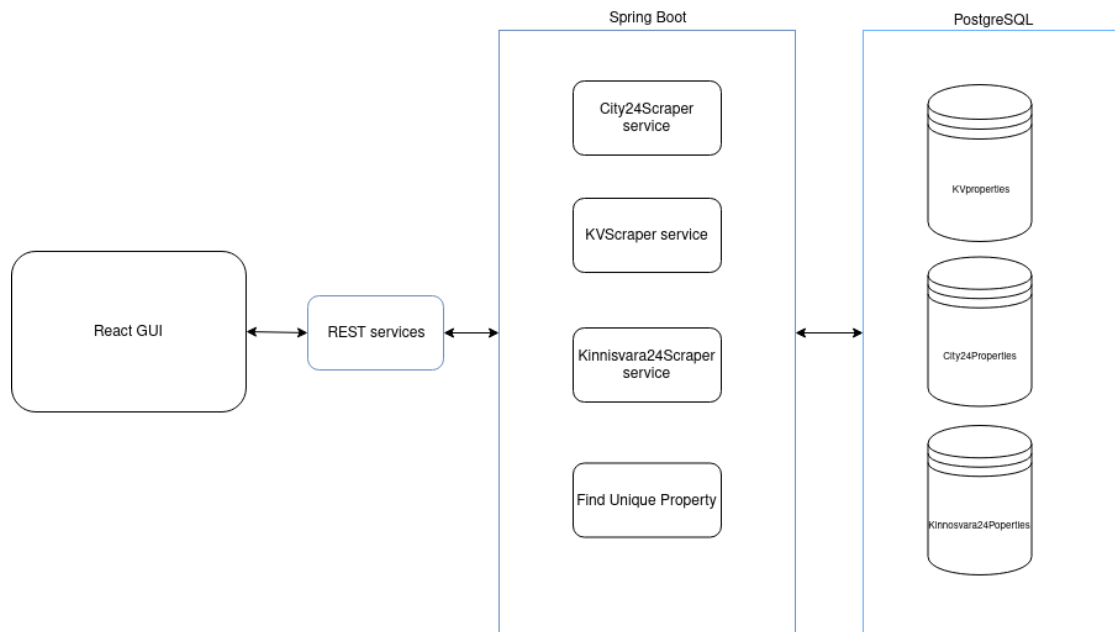 Spring Boot
PostgreSQL
City24Scraper
service
KVScraper service
Kinnisvara24Scraper
service
Find Unique Property
React GUI
REST services
KVproperties
City24Properties
Kinnosvara24Poperties